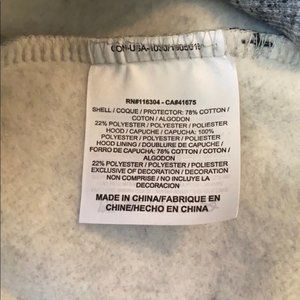 RN#116304 - CA#41675
SHELL / COQUE / PROTECTOR: 78% COTTON /
COTON / ALGODON
22% POLYESTER / POLYESTER / POLIESTER
HOOD / CAPUCHE / CAPUCHA: 100%
POLYESTER / POLYESTER / POLIESTER
HOOD LINING / DOUBLURE DE CAPUCHE /
FORRO DE CAPUCHA: 78% COTTON / COTON
/ ALGODON
22% POLYESTER / POLYESTER / POLIESTER
EXCLUSIVE OF DECORATION / DECORATION
NON COMPRISE / NO INCLUYE LA
DECORACION
MADE IN CHINA/FABRIQUE EN
CHINE/HECHO EN CHINA